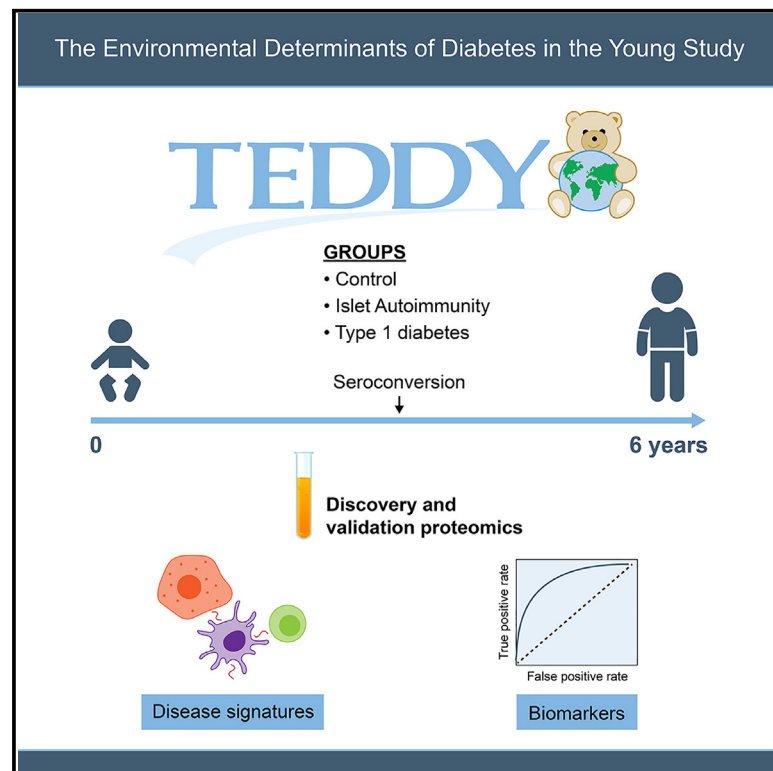 The Environmental Determinants of Diabetes in the Young Study
TEDDY
GROUPS
• Control
• Islet Autoimmunity
• Type 1 diabetes
Seroconversion
0
6 years
Discovery and
validation proteomics
True positive rate
False positive rate
Disease signatures
Biomarkers